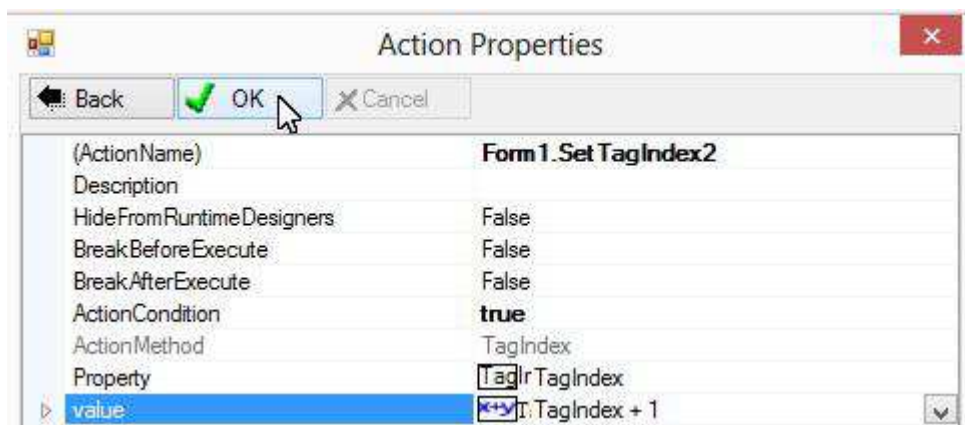 Action Properties
Back OK Cancel
(ActionName) Form1.SetTagIndex2
Description
HideFromRuntimeDesigners False
BreakBeforeExecute False
BreakAfterExecute False
ActionCondition true
ActionMethod TagIndex
Property TagIr TagIndex
value x+y T: TagIndex + 1